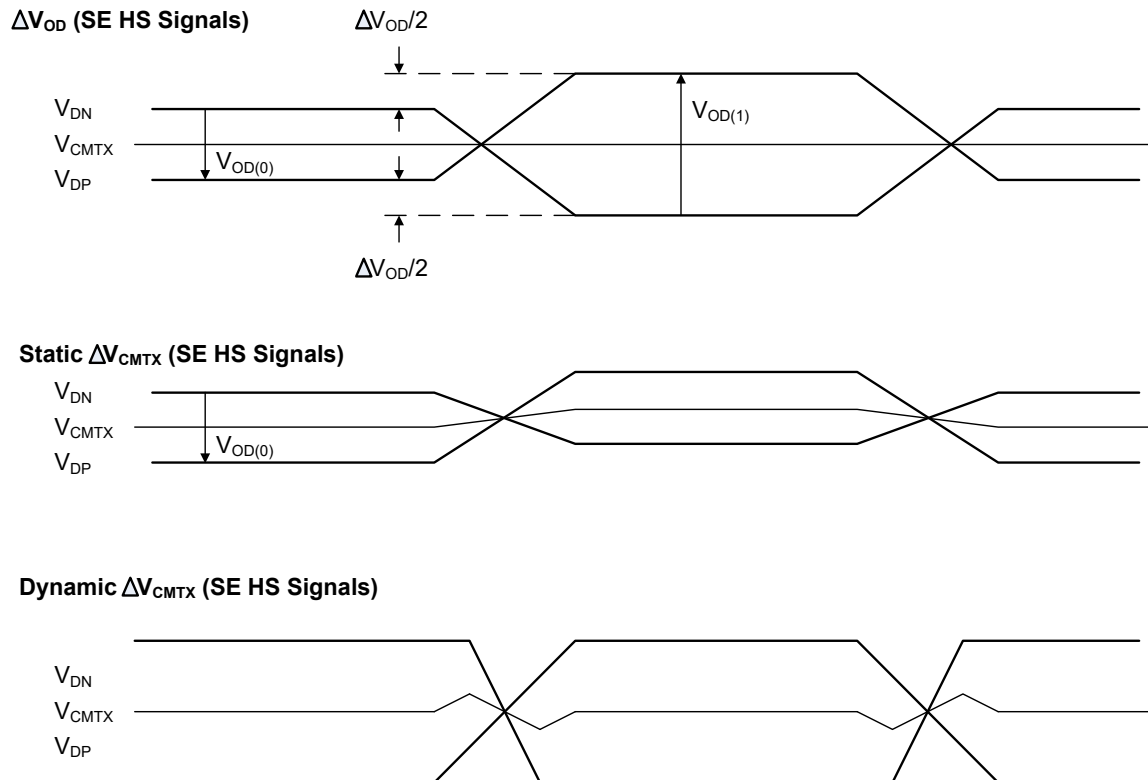 ΔV_OD (SE HS Signals)
ΔV_OD/2
V_DN
V_CMTX
V_DP
V_OD(0)
V_OD(1)
ΔV_OD/2
Static ΔV_CMTX (SE HS Signals)
V_DN
V_CMTX
V_DP
V_OD(0)
Dynamic ΔV_CMTX (SE HS Signals)
V_DN
V_CMTX
V_DP